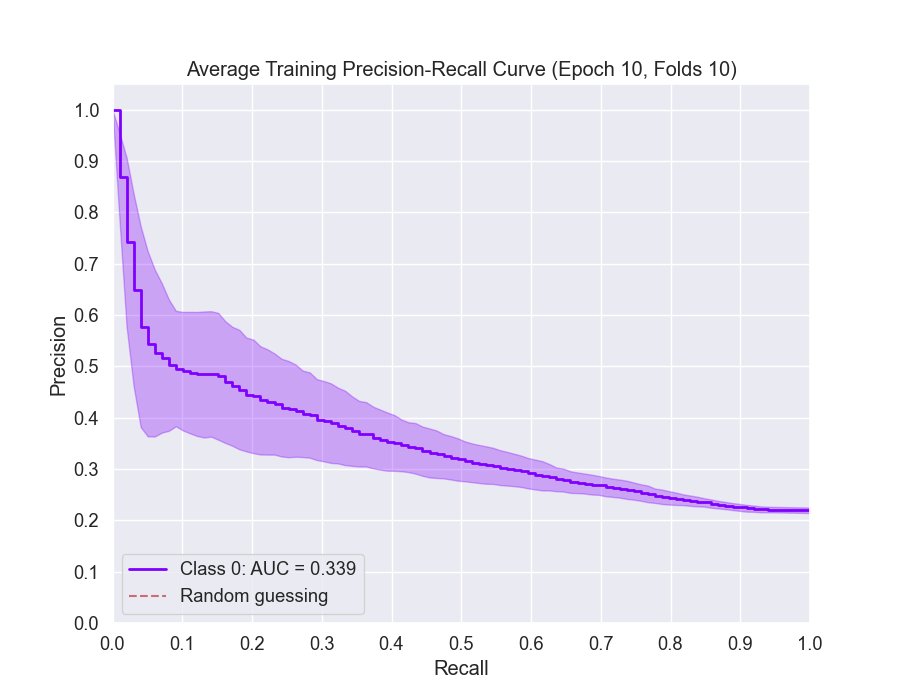 Average Training Precision-Recall Curve (Epoch 10, Folds 10)
Precision
1.0
0.9
0.8
0.7
0.6
0.5
0.4
0.3
0.2
0.1
0.0
Class 0: AUC = 0.339
Random guessing
0.0 0.1 0.2 0.3 0.4 0.5 0.6 0.7 0.8 0.9 1.0
Recall